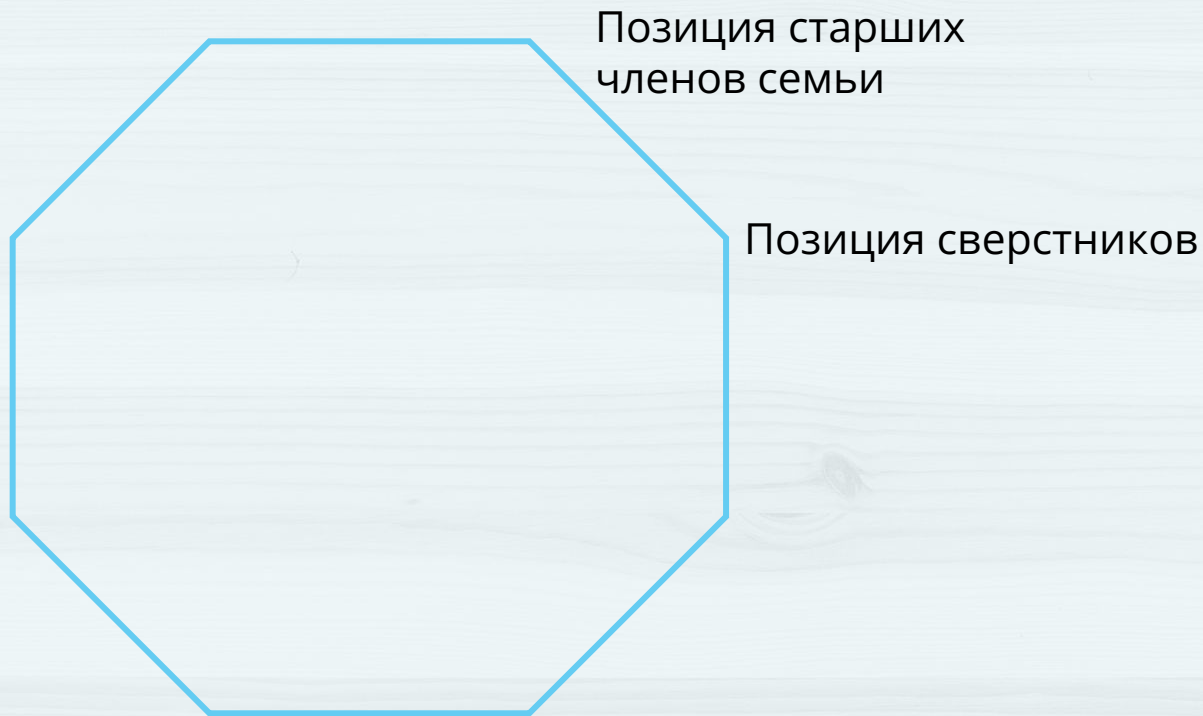 Позиция старших
членов семьи
Позиция сверстников